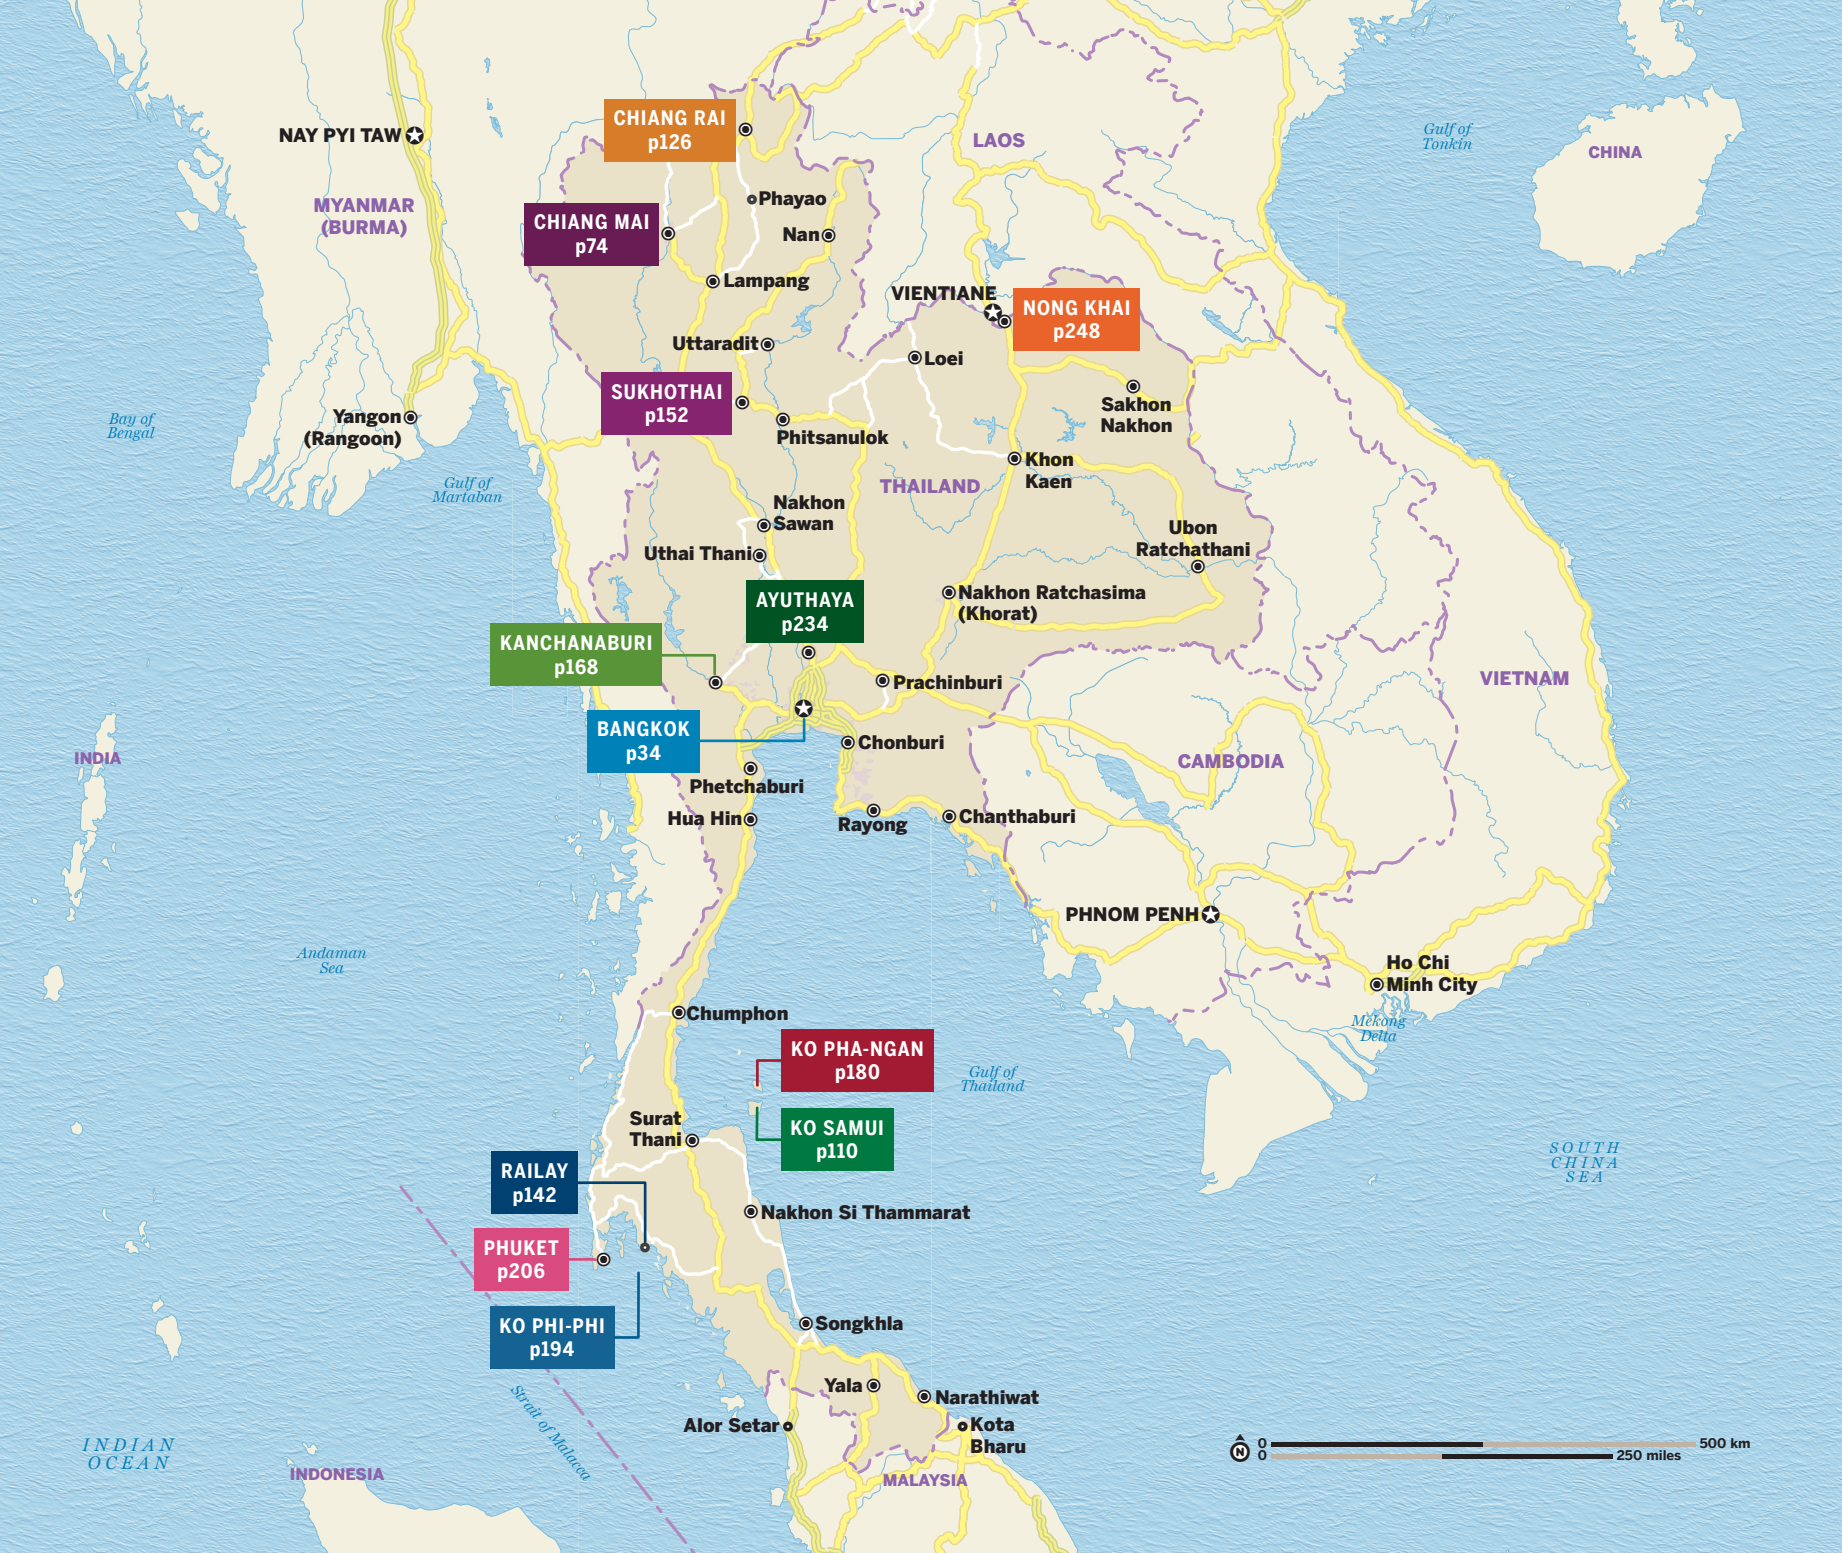 CHIANG RAI
p126
NAY PYI TAW
Gulf of
Tonkin
LAOS
CHINA
MYANMAR
(BURMA)
Phayao
CHIANG MAI
p74
Nan
Lampang
VIENTIANE
NONG KHAI
p248
Uttaradit
Loei
SUKHOTHAI
p152
Sakhon
Nakhon
Yangon
(Rangoon)
Bay of
Bengal
Phitsanulok
Khon
Kaen
Gulf of
Martaban
THAILAND
Nakhon
Sawan
Ubon
Ratchathani
Uthai Thani
AYUTHAYA
p234
Nakhon Ratchasima
(Khorat)
KANCHANABURI
p168
Prachinburi
VIETNAM
BANGKOK
p34
Chonburi
INDIA
CAMBODIA
Phetchaburi
Hua Hin
Rayong
Chanthaburi
PHNOM PENH
Andaman
Sea
Ho Chi
Minh City
Chumphon
Mekong
Delta
KO PHA-NGAN
p180
Gulf of
Thailand
Surat
Thani
KO SAMUI
p110
SOUTH
CHINA
SEA
RAILAY
p142
Nakhon Si Thammarat
PHUKET
p206
KO PHI-PHI
p194
Songkhla
Yala
Narathiwat
Strait of Malacca
Alor Setar
Kota
Bharu
INDIAN
OCEAN
INDONESIA
MALAYSIA
N
0
500 km
0
250 miles